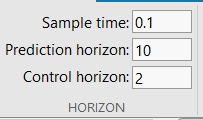 Sample time: 0.1
Prediction horizon: 10
Control horizon: 2
HORIZON